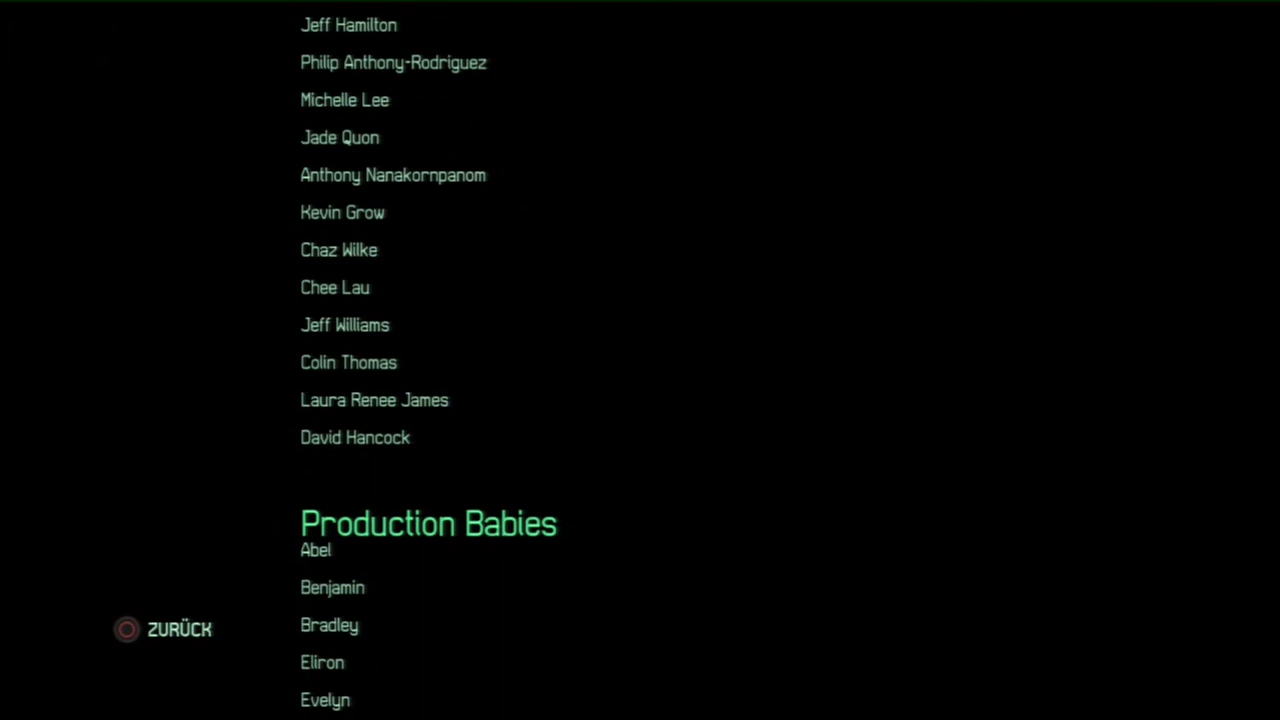 Jeff Hamilton
Philip Anthony-Rodriguez
Michelle Lee
Jade Quon
Anthony Nanakornpanom
Kevin Grow
Chaz Wilke
Chee Lau
Jeff Williams
Colin Thomas
Laura Renee James
David Hancock
Production Babies
Abel
Benjamin
Bradley
ZURÜCK
Eliron
Evelyn